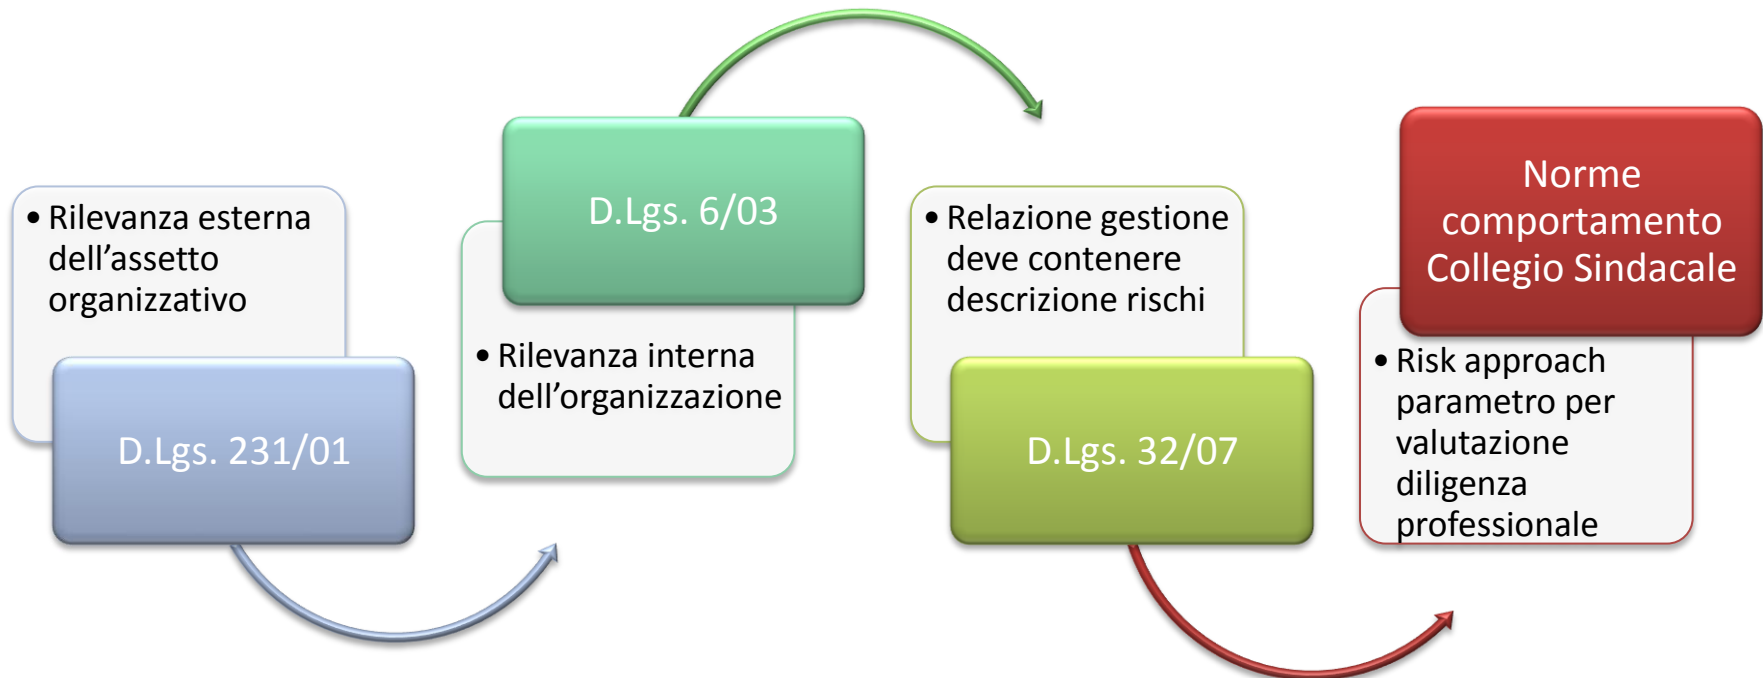 • Rilevanza esterna
dell’assetto
organizzativo
D.Lgs. 231/01
D.Lgs. 6/03
• Rilevanza interna
dell’organizzazione
• Relazione gestione
deve contenere
descrizione rischi
D.Lgs. 32/07
Norme
comportamento
Collegio Sindacale
• Risk approach
parametro per
valutazione
diligenza
professionale